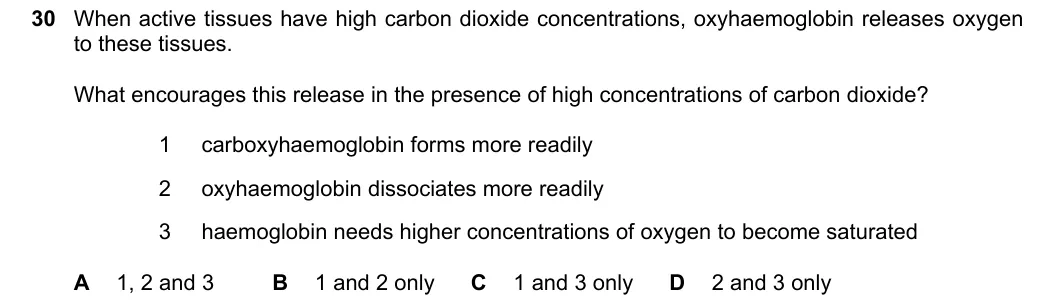 30 When active tissues have high carbon dioxide concentrations, oxyhaemoglobin releases oxygen
to these tissues.
What encourages this release in the presence of high concentrations of carbon dioxide?
1 carboxyhaemoglobin forms more readily
2 oxyhaemoglobin dissociates more readily
3 haemoglobin needs higher concentrations of oxygen to become saturated
A 1, 2 and 3 B 1 and 2 only C 1 and 3 only D 2 and 3 only